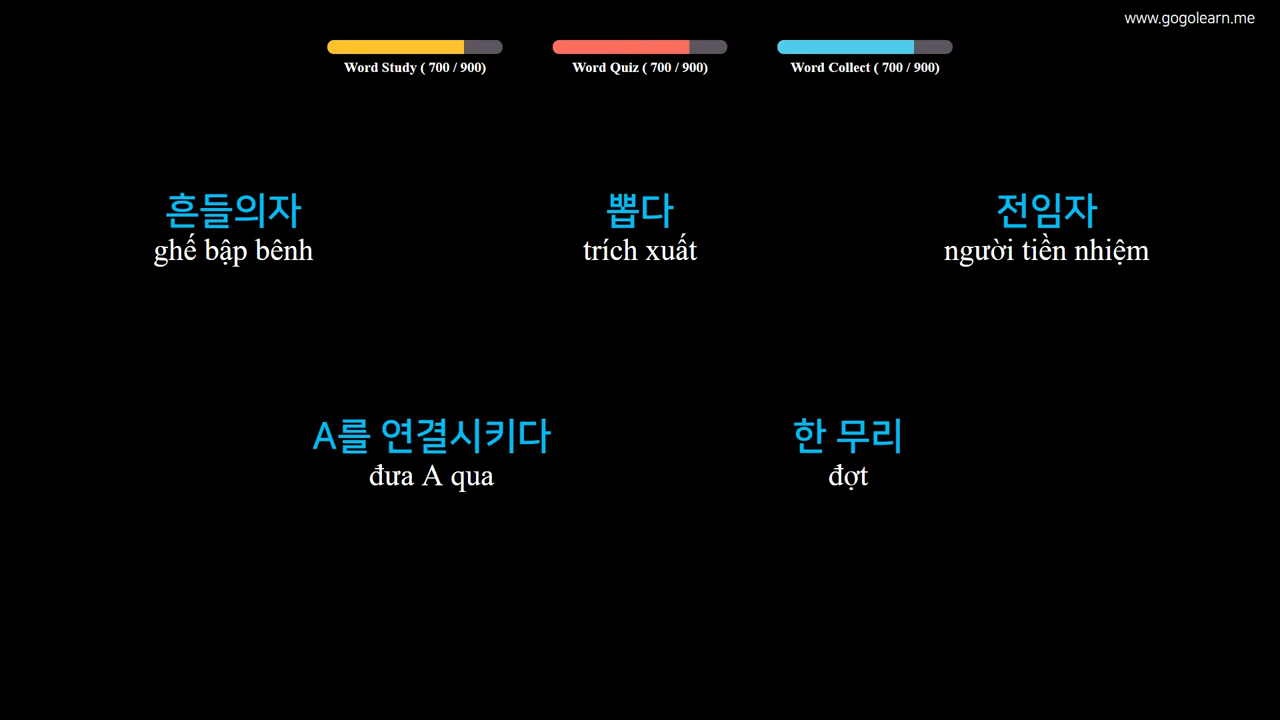 www.gogolearn.me
Word Study ( 700 / 900)
Word Quiz ( 700 / 900)
Word Collect ( 700 / 900)
흔들의자
ghế bập bênh
뽑다
trích xuất
전임자
người tiền nhiệm
A를 연결시키다
đưa A qua
한 무리
đợt